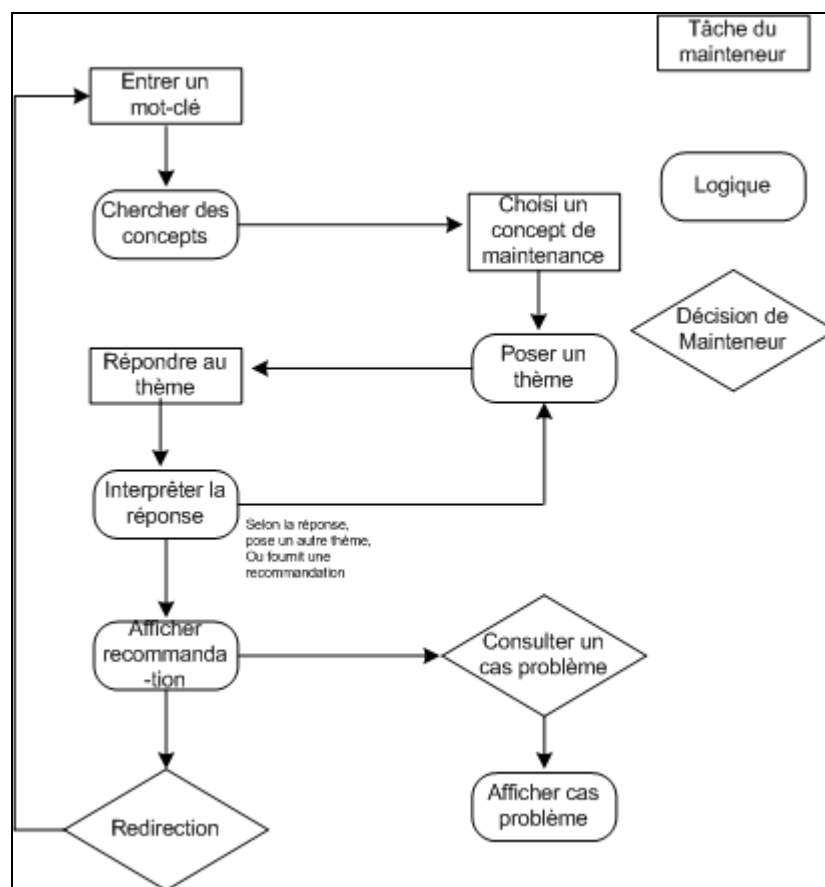 Tâche du
mainteneur
Entrer un
mot-clé
Logique
Chercher des
concepts
Choisi un
concept de
maintenance
Décision de
Mainteneur
Répondre au
thème
Poser un
thème
Interprêter la
réponse
Selon la réponse,
pose un autre thème,
Ou fournit une
recommandation
Afficher
recommanda-
-tion
Consulter un
cas problème
Redirection
Afficher cas
problème